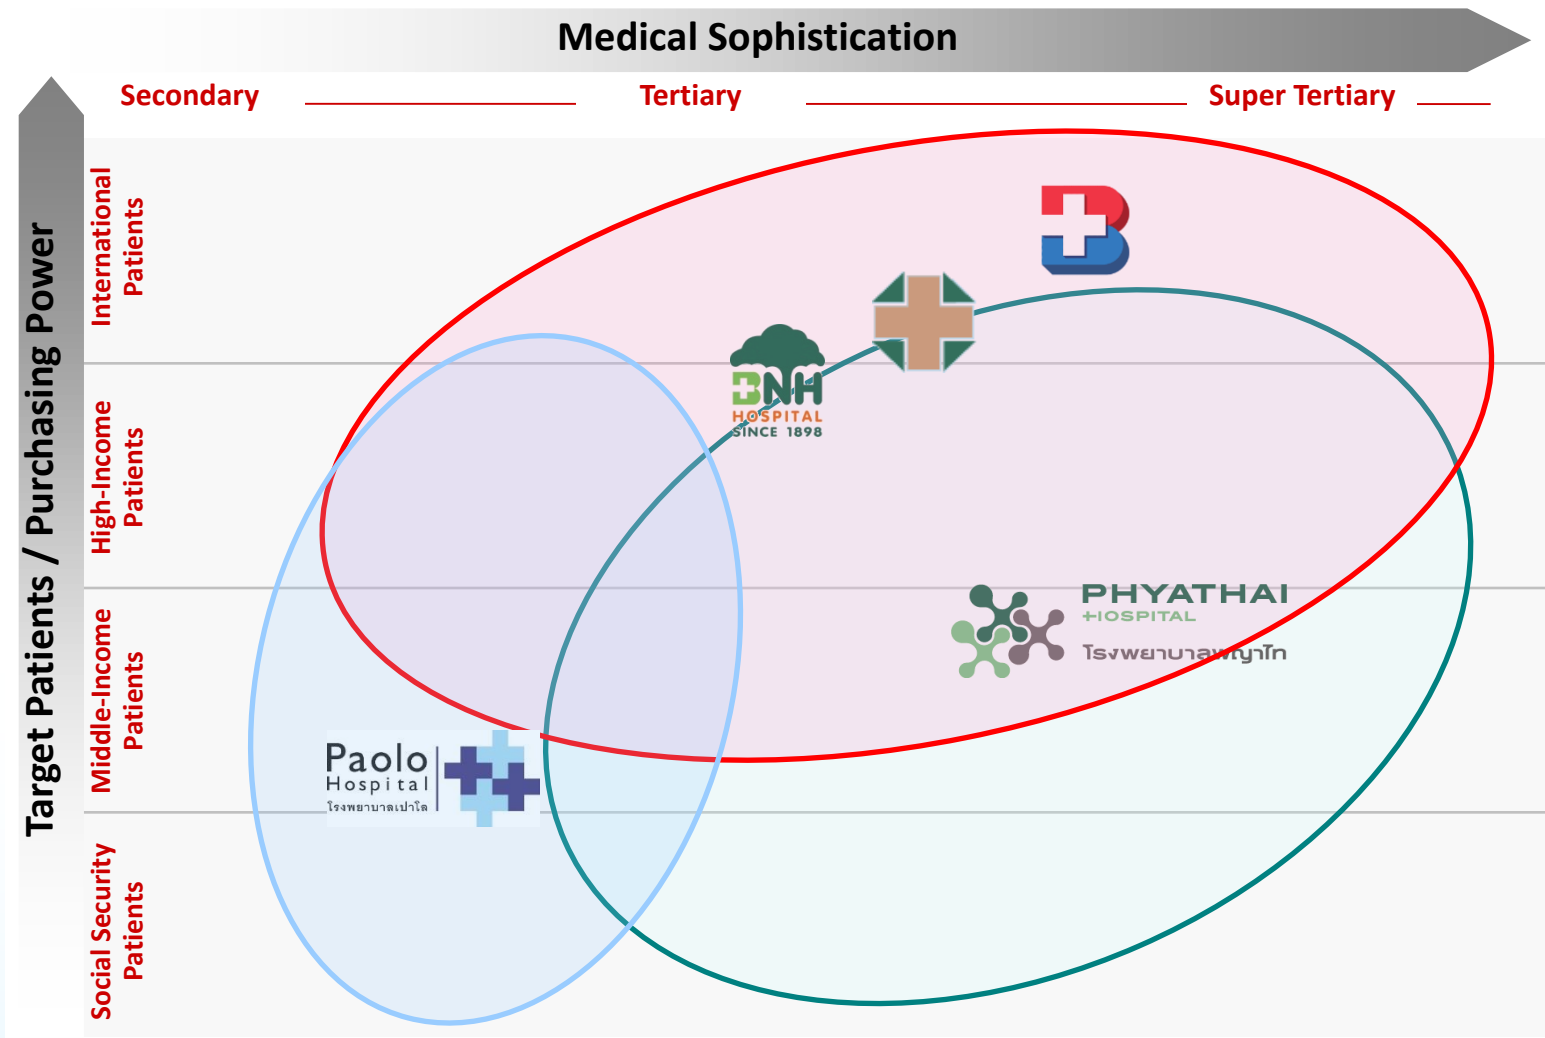 Medical Sophistication
Secondary
Tertiary
Super Tertiary
Target Patients / Purchasing Power
International
Patients
High-Income
Patients
Middle-Income
Patients
Social Security
Patients
B
BNH
HOSPITAL
SINCE 1898
PHYATHAI
HOSPITAL
โรงพยาบาลพญาไท
Paolo
Hospital
โรงพยาบาลเปาโล